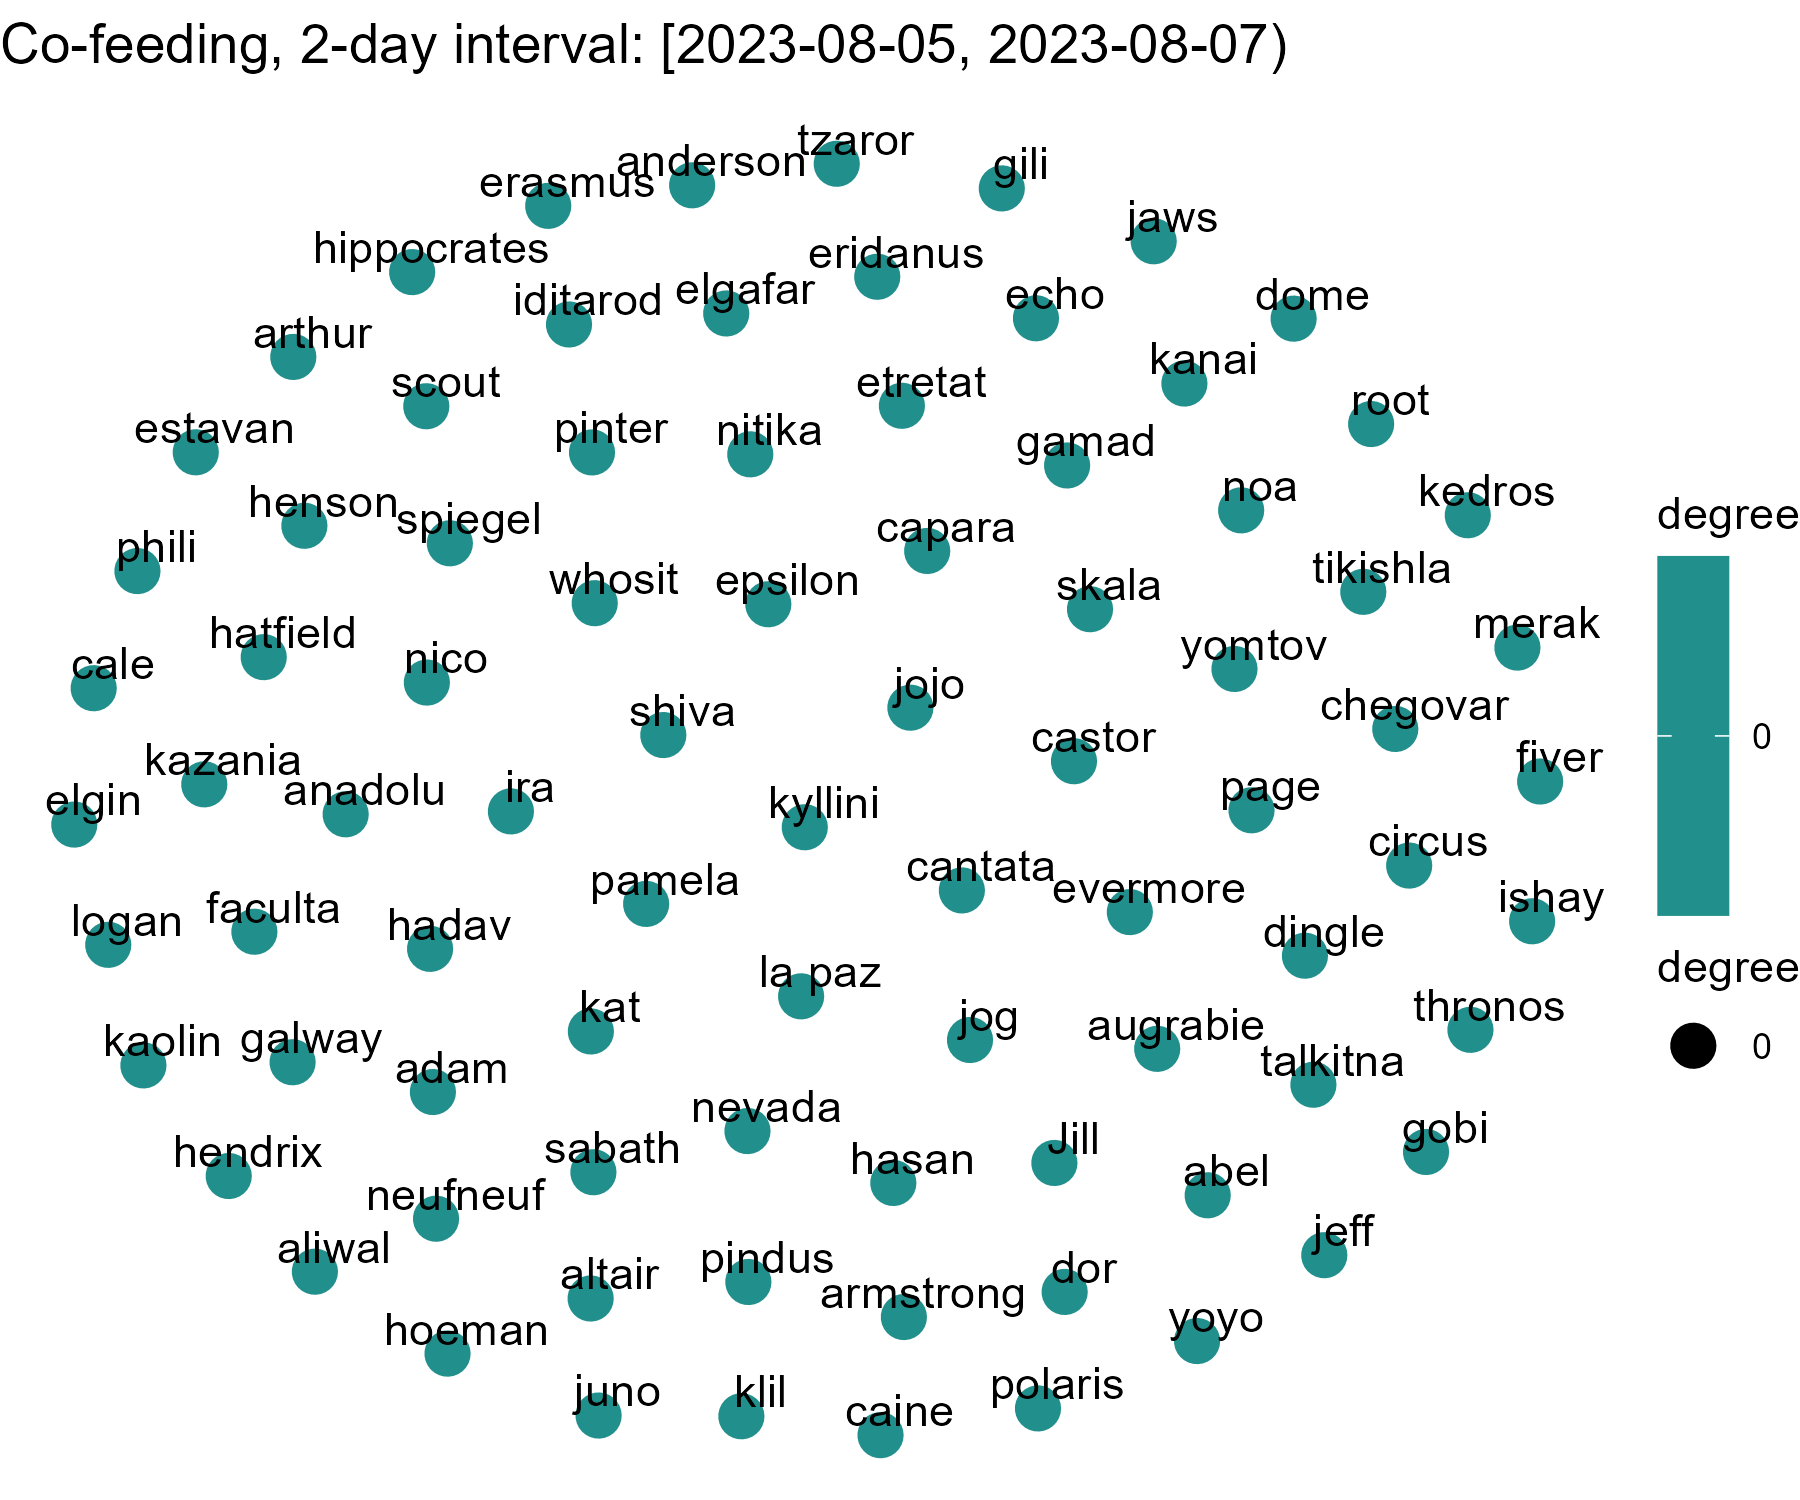 Co-feeding, 2-day interval: [2023-08-05, 2023-08-07)
tzaror
anderson
gili
erasmus
jaws
hippocrates
eridanus
elgafar
echo
dome
iditarod
arthur
kanai
scout
etretat
root
estavan
pinter
nitika
gamad
noa
kedros
henson
spiegel
capara
degree
phili
tikishla
whosit
epsilon
skala
merak
hatfield
yomtov
cale
nico
jojo
shiva
chegovar
castor
0
kazania
fiver
anadolu
ira
page
elgin
kyllini
circus
cantata
pamela
evermore
ishay
faculta
logan
hadav
dingle
degree
la paz
kat
thronos
jog
augrabie
0
kaolin
galway
talkitna
adam
nevada
gobi
Jill
sabath
hendrix
hasan
abel
neufneuf
jeff
aliwal
pindus
dor
altair
armstrong
yoyo
hoeman
polaris
juno
klil
caine